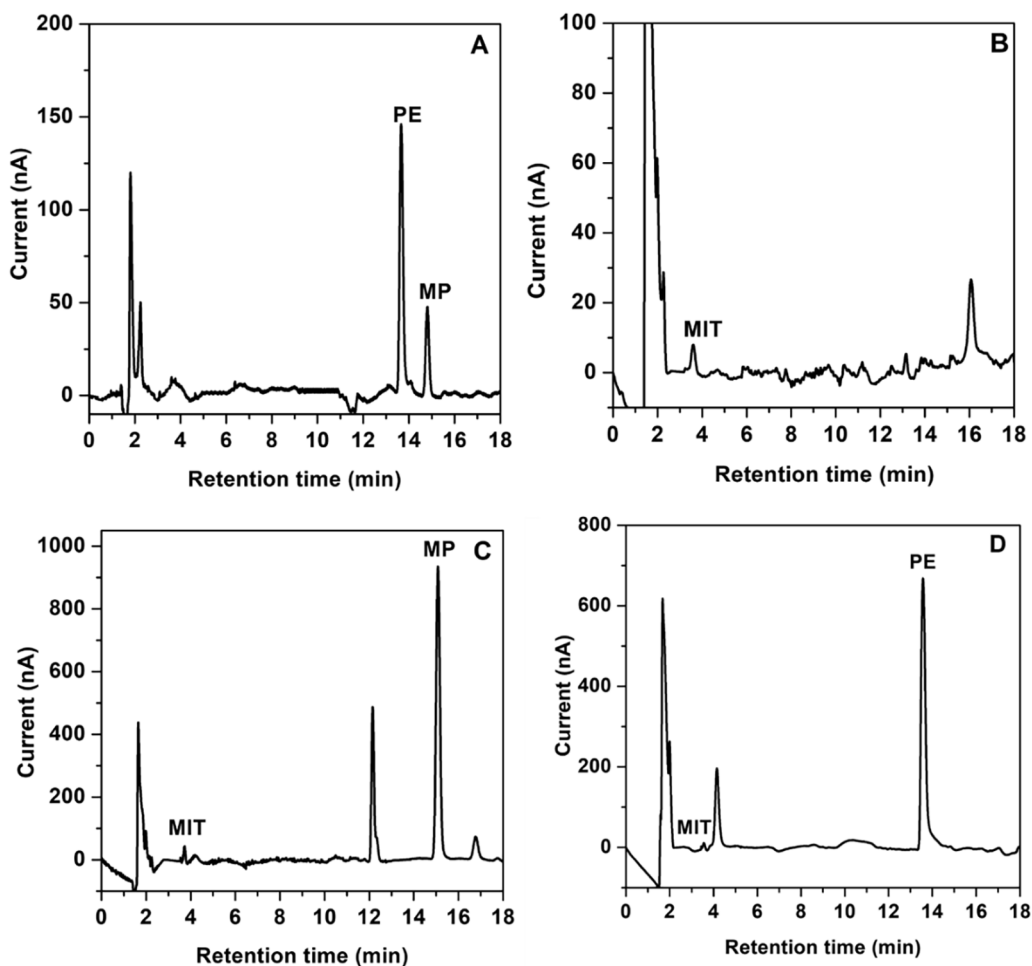 A
200
150
100
50
0
Current (nA)
PE
MP
0 2 4 6 8 10 12 14 16 18
Retention time (min)
B
100
80
60
40
20
0
Current (nA)
MIT
0 2 4 6 8 10 12 14 16 18
Retention time (min)
C
1000
800
600
400
200
0
Current (nA)
MP
MIT
0 2 4 6 8 10 12 14 16 18
Retention time (min)
D
800
600
400
200
0
Current (nA)
PE
MIT
0 2 4 6 8 10 12 14 16 18
Retention time (min)